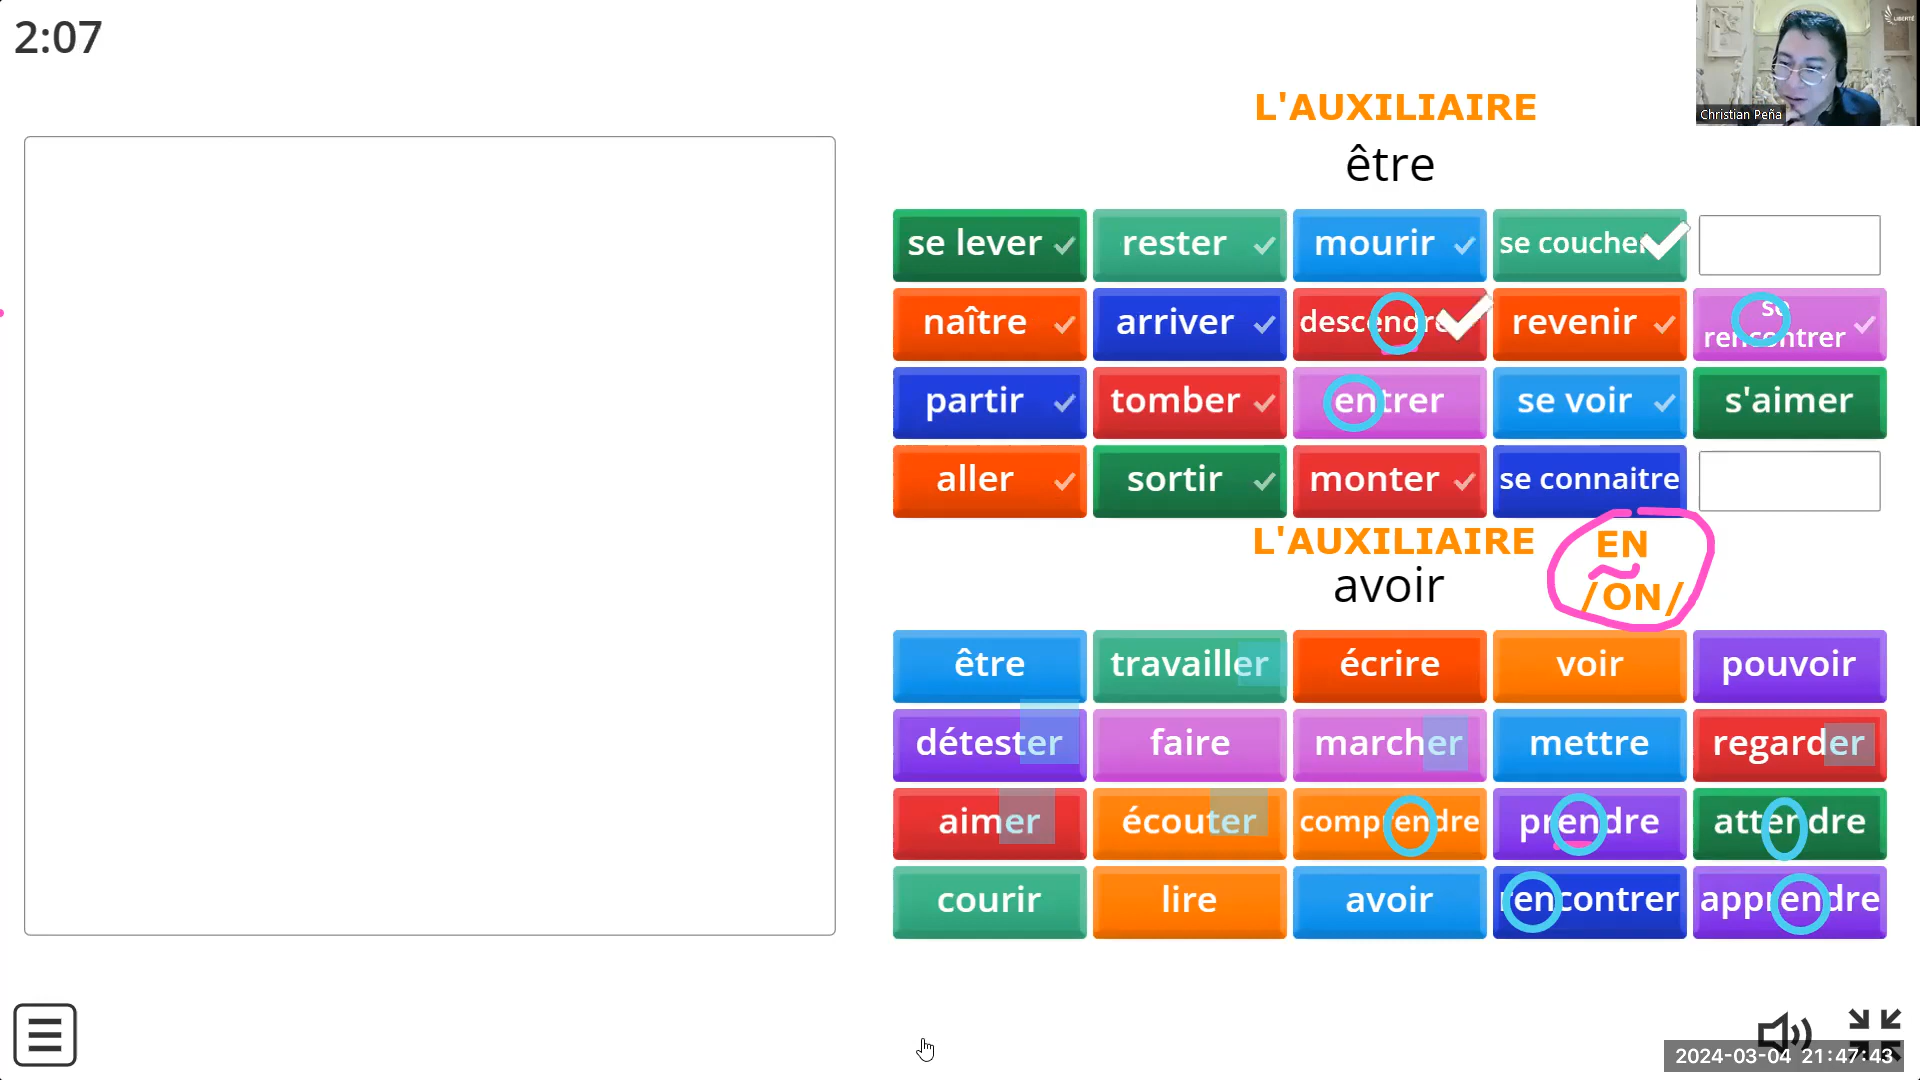 2:07
LIBERTÉ
Christian Peña
L'AUXILIAIRE
être
se lever rester mourir se coucher
naître arriver descendre revenir se rencontrer
partir tomber entrer se voir s'aimer
aller sortir monter se connaitre
L'AUXILIAIRE
avoir
EN
/ON/
être travailler écrire voir pouvoir
détester faire marcher mettre regarder
aimer écouter comprendre prendre attendre
courir lire avoir rencontrer apprendre
2024-03-04 21:47:43